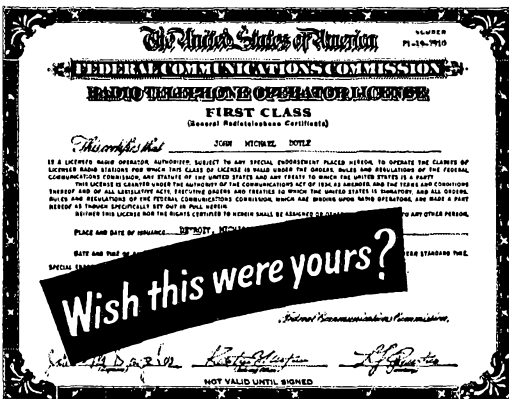 NUMBER
P1-10-7910
The United States of America
FEDERAL COMMUNICATIONS COMMISSION
RADIO TELEPHONE OPERATOR LICENSE
FIRST CLASS
(General Radiotelephone Certificate)
This certifies that JOHN MICHAEL DOYLE
IS A LICENSED RADIO OPERATOR AUTHORIZED, SUBJECT TO ANY SPECIAL ENDORSEMENT PLACED HEREON, TO OPERATE THE CLASSES OF
LICENSED RADIO STATIONS FOR WHICH THIS CLASS OF LICENSE IS VALID UNDER THE ORDERS, RULES AND REGULATIONS OF THE FEDERAL
COMMUNICATIONS COMMISSION, ANY STATUTE OF THE UNITED STATES AND ANY TREATY TO WHICH THE UNITED STATES IS A PARTY.
THIS LICENSE IS GRANTED UNDER THE AUTHORITY OF THE COMMUNICATIONS ACT OF 1934, AS AMENDED, AND THE TERMS AND CONDITIONS
THEREOF AND OF ALL LEGISLATIVE ACTS, EXECUTIVE ORDERS AND TREATIES TO WHICH THE UNITED STATES IS SIGNATORY, AND ALL ORDERS,
RULES AND REGULATIONS OF THE FEDERAL COMMUNICATIONS COMMISSION, WHICH ARE BINDING UPON RADIO OPERATORS, ARE MADE A PART
HEREOF AS THOUGH SPECIFICALLY SET OUT IN FULL HEREIN.
NEITHER THIS LICENSE NOR THE RIGHTS CERTIFIED TO HEREIN SHALL BE ASSIGNED OR TO ANY OTHER PERSON.
PLACE AND DATE OF ISSUANCE DETROIT,
DATE AND TIME OF STANDARD TIME.
SPECIAL
Wish this were yours?
Federal Communications Commission.
NOT VALID UNTIL SIGNED